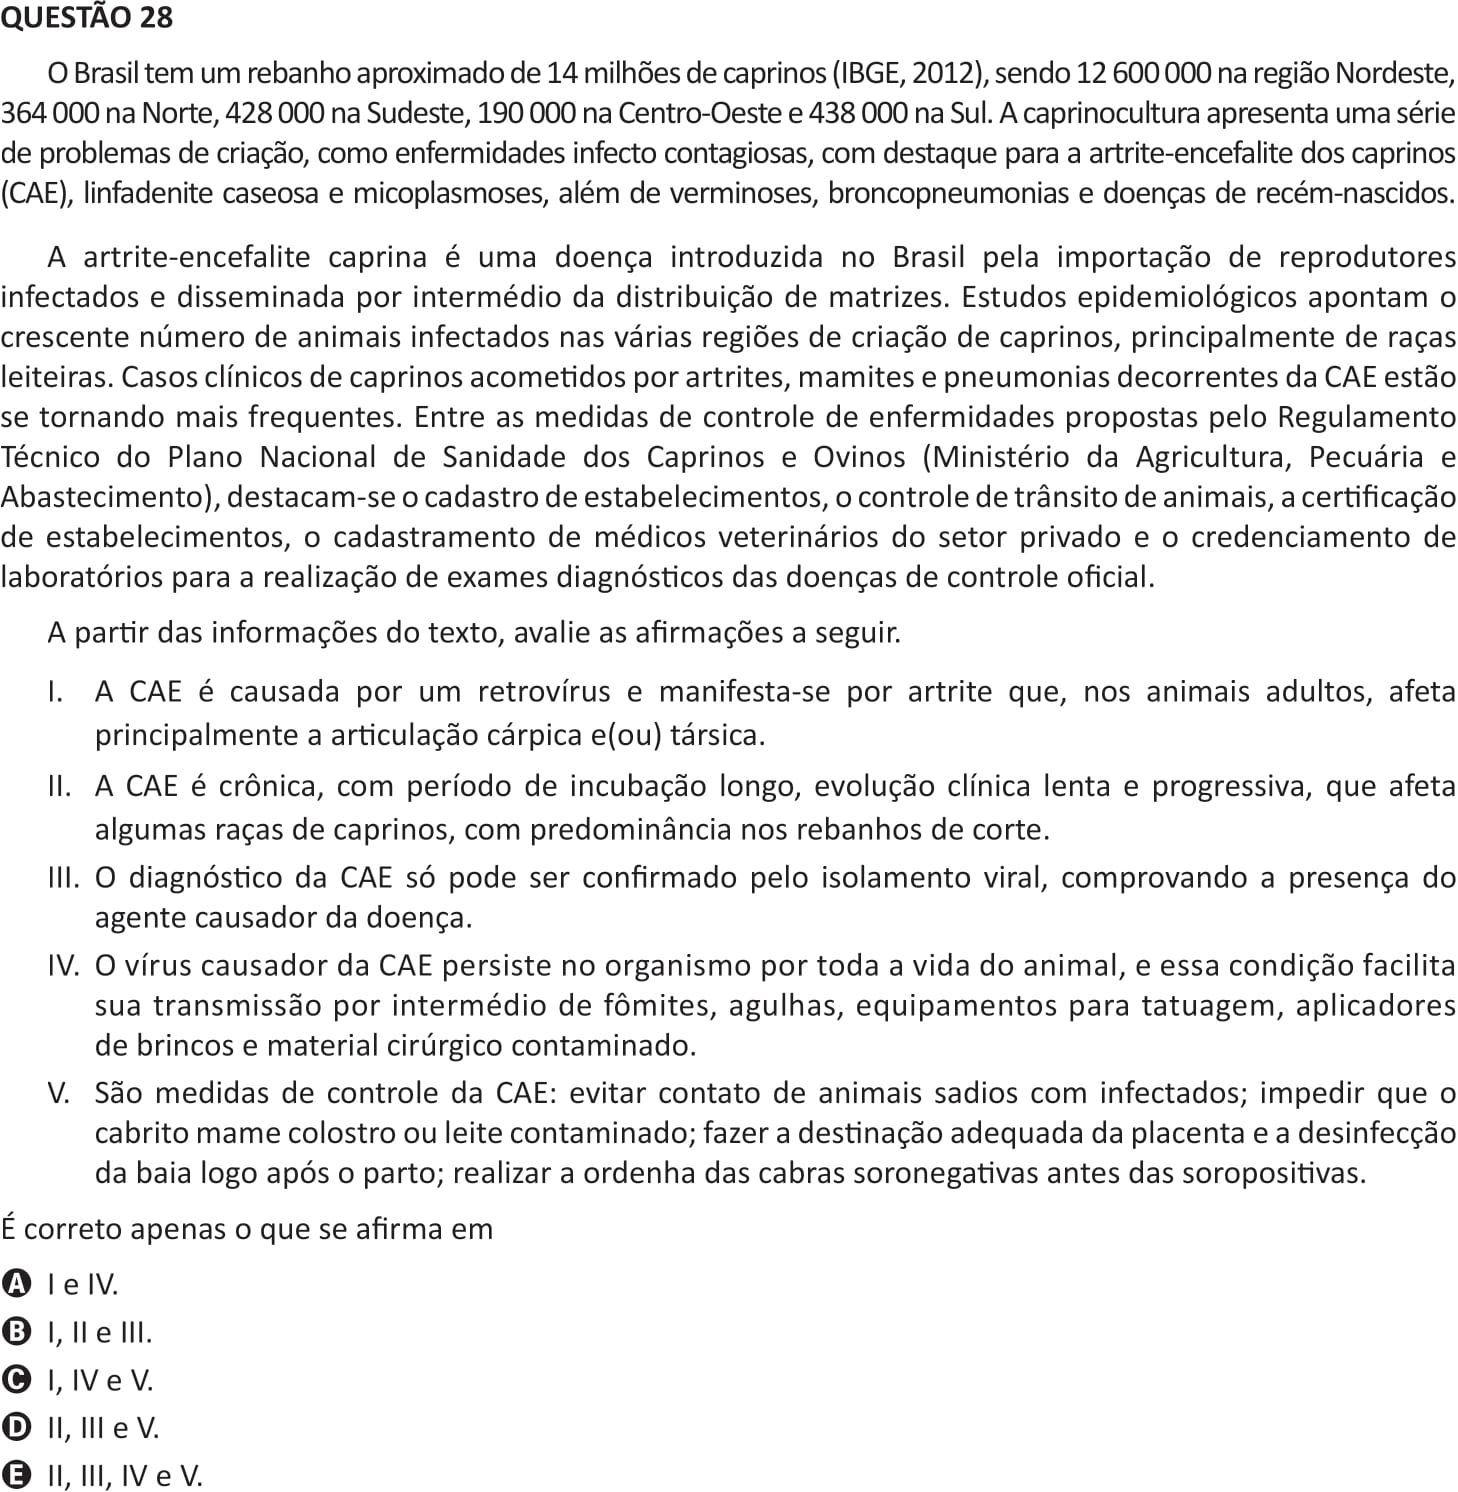 QUESTÃO 28
O Brasil tem um rebanho aproximado de 14 milhões de caprinos (IBGE, 2012), sendo 12 600 000 na região Nordeste,
364 000 na Norte, 428 000 na Sudeste, 190 000 na Centro-Oeste e 438 000 na Sul. A caprinocultura apresenta uma série
de problemas de criação, como enfermidades infecto contagiosas, com destaque para a artrite-encefalite dos caprinos
(CAE), linfadenite caseosa e micoplasmoses, além de verminoses, broncopneumonias e doenças de recém-nascidos.
A artrite-encefalite caprina é uma doença introduzida no Brasil pela importação de reprodutores
infectados e disseminada por intermédio da distribuição de matrizes. Estudos epidemiológicos apontam o
crescente número de animais infectados nas várias regiões de criação de caprinos, principalmente de raças
leiteiras. Casos clínicos de caprinos acometidos por artrites, mamites e pneumonias decorrentes da CAE estão
se tornando mais frequentes. Entre as medidas de controle de enfermidades propostas pelo Regulamento
Técnico do Plano Nacional de Sanidade dos Caprinos e Ovinos (Ministério da Agricultura, Pecuária e
Abastecimento), destacam-se o cadastro de estabelecimentos, o controle de trânsito de animais, a certificação
de estabelecimentos, o cadastramento de médicos veterinários do setor privado e o credenciamento de
laboratórios para a realização de exames diagnósticos das doenças de controle oficial.
A partir das informações do texto, avalie as afirmações a seguir.
I. A CAE é causada por um retrovírus e manifesta-se por artrite que, nos animais adultos, afeta
principalmente a articulação cárpica e(ou) társica.
II. A CAE é crônica, com período de incubação longo, evolução clínica lenta e progressiva, que afeta
algumas raças de caprinos, com predominância nos rebanhos de corte.
III. O diagnóstico da CAE só pode ser confirmado pelo isolamento viral, comprovando a presença do
agente causador da doença.
IV. O vírus causador da CAE persiste no organismo por toda a vida do animal, e essa condição facilita
sua transmissão por intermédio de fômites, agulhas, equipamentos para tatuagem, aplicadores
de brincos e material cirúrgico contaminado.
V. São medidas de controle da CAE: evitar contato de animais sadios com infectados; impedir que o
cabrito mame colostro ou leite contaminado; fazer a destinação adequada da placenta e a desinfecção
da baia logo após o parto; realizar a ordenha das cabras soronegativas antes das soropositivas.
É correto apenas o que se afirma em
A I e IV.
B I, II e III.
C I, IV e V.
D II, III e V.
E II, III, IV e V.